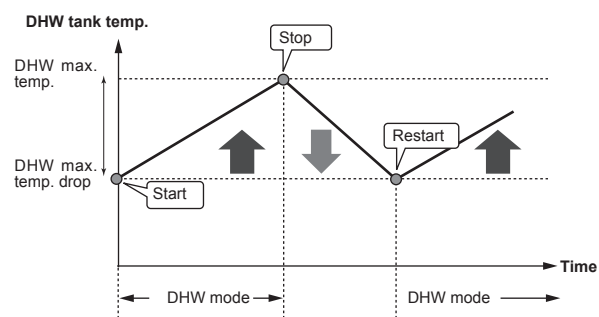 DHW tank temp.
Stop
DHW max.
temp.
Restart
DHW max.
temp. drop
Start
Time
DHW mode
DHW mode